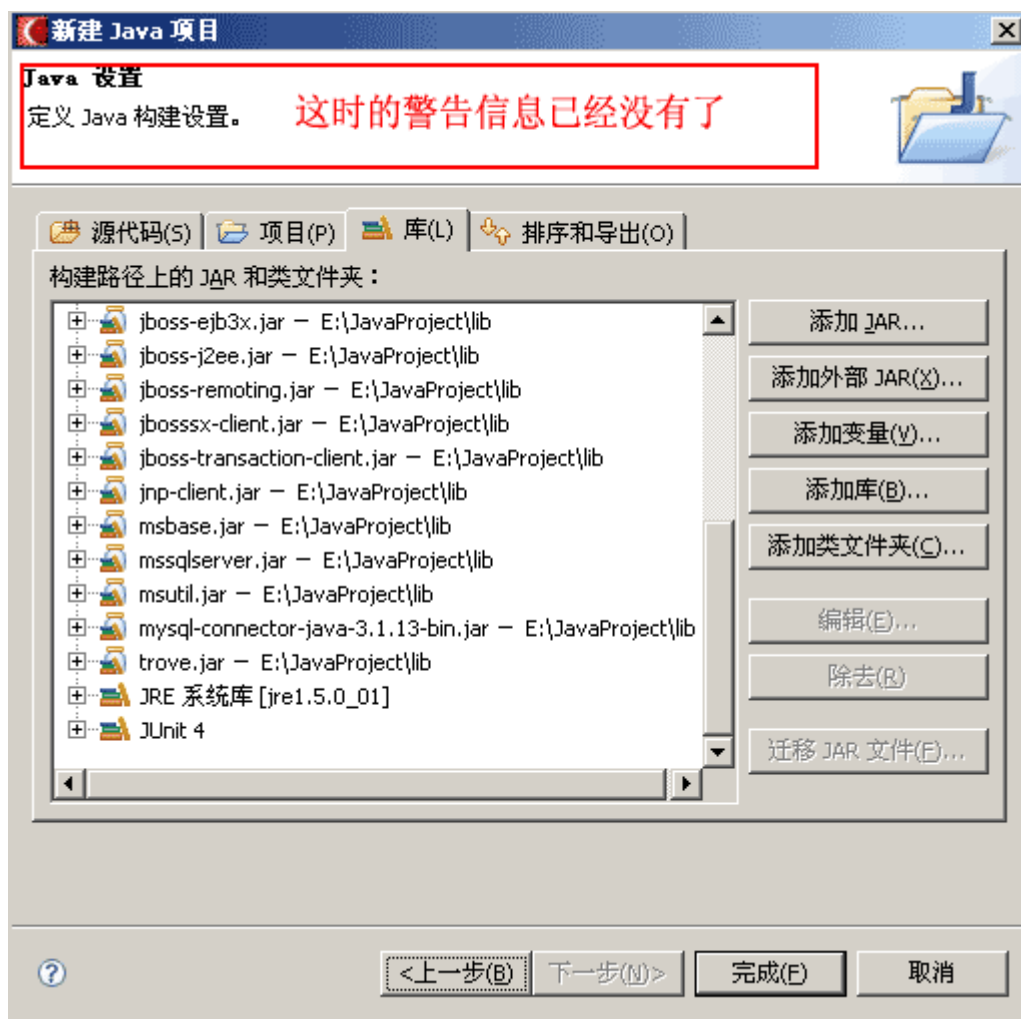 新建 Java 项目
Java 设置
定义 Java 构建设置。
这时的警告信息已经没有了
源代码(S) 项目(P) 库(L) 排序和导出(O)
构建路径上的 JAR 和类文件夹：
jboss-ejb3x.jar － E:\JavaProject\lib
jboss-j2ee.jar － E:\JavaProject\lib
jboss-remoting.jar － E:\JavaProject\lib
jbosssx-client.jar － E:\JavaProject\lib
jboss-transaction-client.jar － E:\JavaProject\lib
jnp-client.jar － E:\JavaProject\lib
msbase.jar － E:\JavaProject\lib
mssqlserver.jar － E:\JavaProject\lib
msutil.jar － E:\JavaProject\lib
mysql-connector-java-3.1.13-bin.jar － E:\JavaProject\lib
trove.jar － E:\JavaProject\lib
JRE 系统库 [jre1.5.0_01]
JUnit 4
添加 JAR...
添加外部 JAR(X)...
添加变量(V)...
添加库(B)...
添加类文件夹(C)...
编辑(E)...
除去(R)
迁移 JAR 文件(F)...
<上一步(B) 下一步(N)> 完成(F) 取消